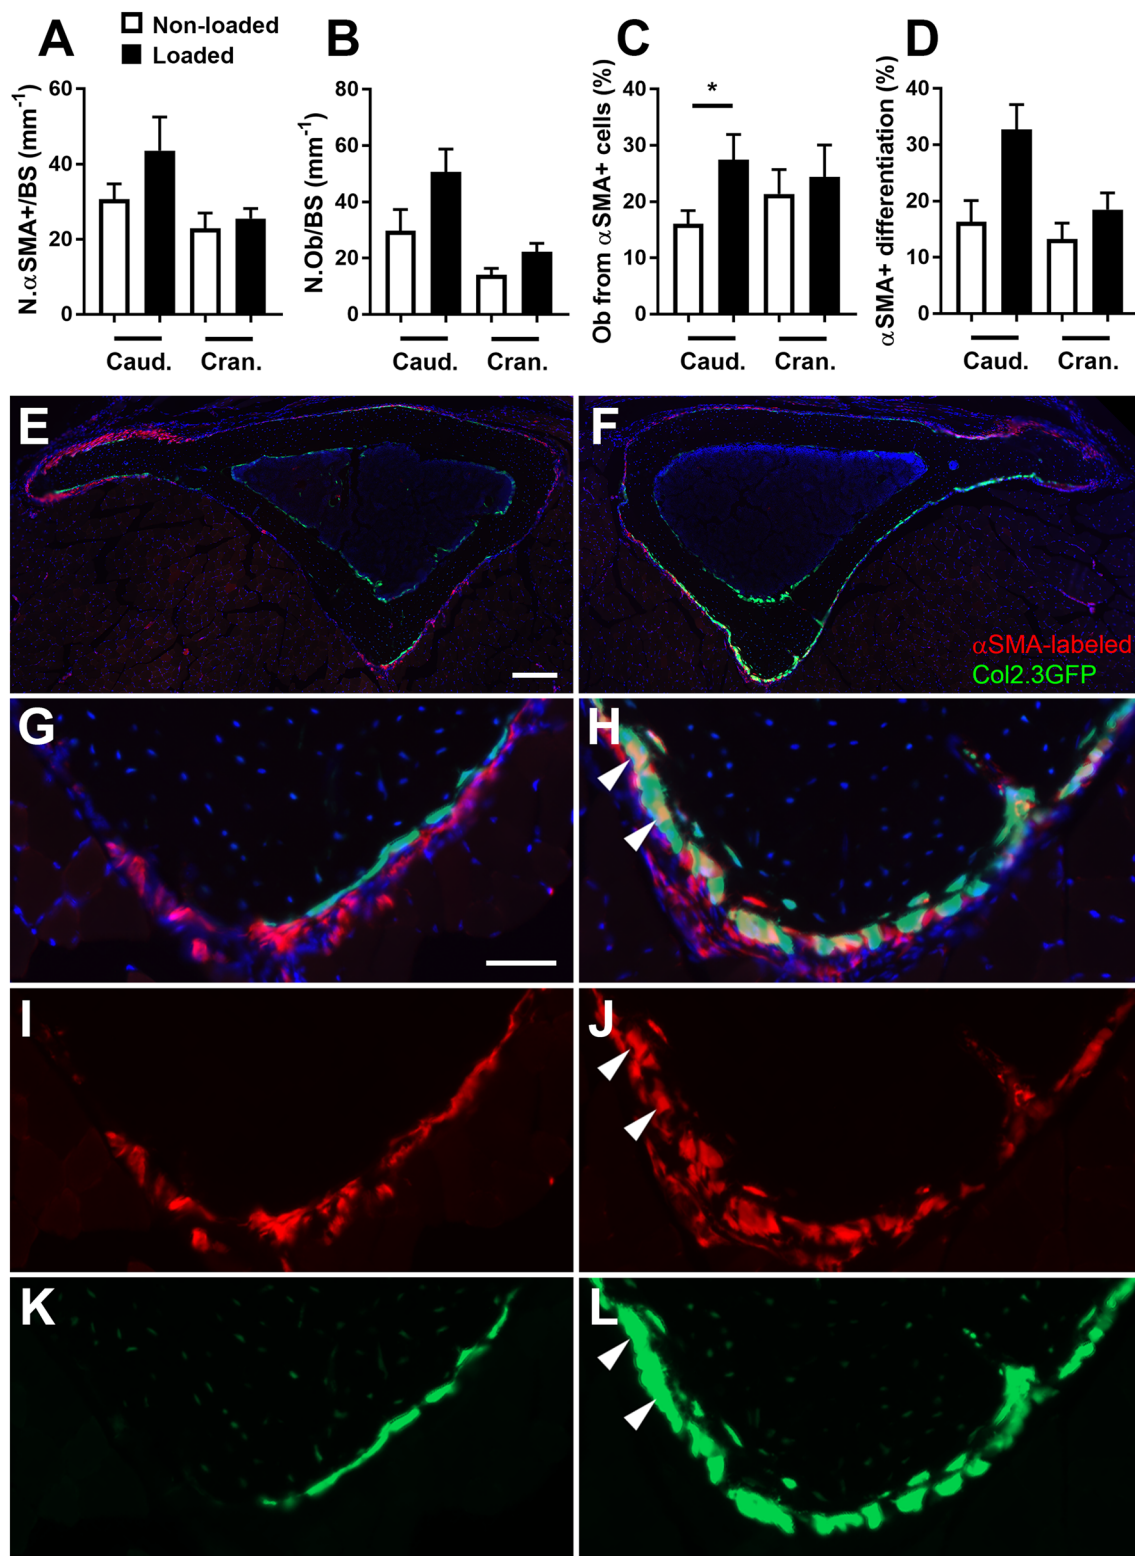 A
Non-loaded
Loaded
B
C
D
N.αSMA+/BS (mm⁻¹)
60
40
20
0
Caud.
Cran.
N.Ob/BS (mm⁻¹)
80
60
40
20
0
Caud.
Cran.
Ob from αSMA+ cells (%)
40
30
20
10
0
*
Caud.
Cran.
αSMA+ differentiation (%)
40
30
20
10
0
Caud.
Cran.
E
F
αSMA-labeled
Col2.3GFP
G
H
I
J
K
L